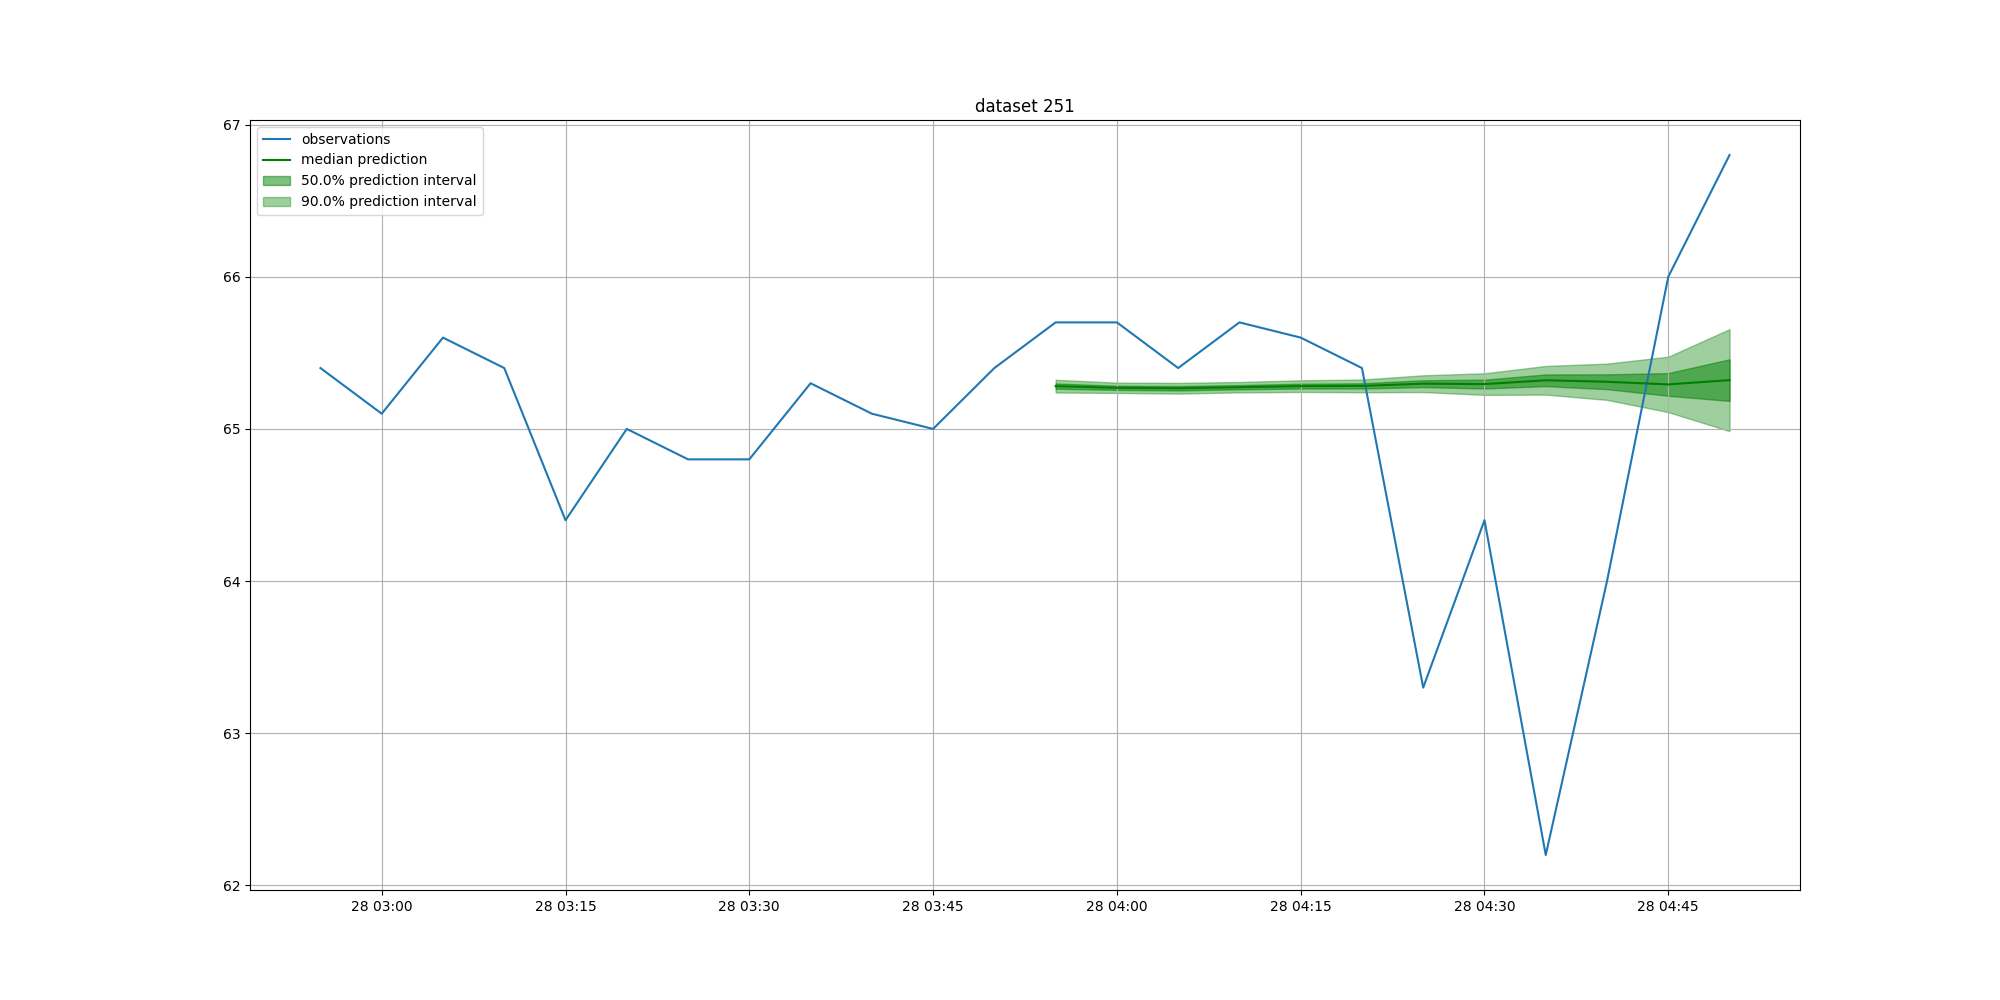 dataset 251
67
observations
median prediction
50.0% prediction interval
90.0% prediction interval
66
65
64
63
62
28 03:00 28 03:15 28 03:30 28 03:45 28 04:00 28 04:15 28 04:30 28 04:45